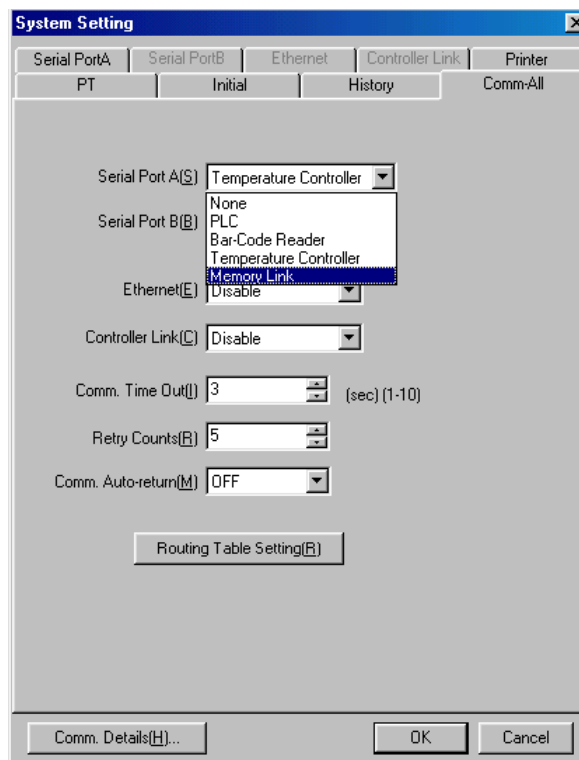 System Setting
Serial PortA Serial PortB Ethernet Controller Link Printer
PT Initial History Comm-All
Serial Port A(S) Temperature Controller
None
Serial Port B(B) PLC
Bar-Code Reader
Temperature Controller
Memory Link
Ethernet(E) Disable
Controller Link(C) Disable
Comm. Time Out(I) 3 (sec) (1-10)
Retry Counts(R) 5
Comm. Auto-return(M) OFF
Routing Table Setting(R)
Comm. Details(H)... OK Cancel